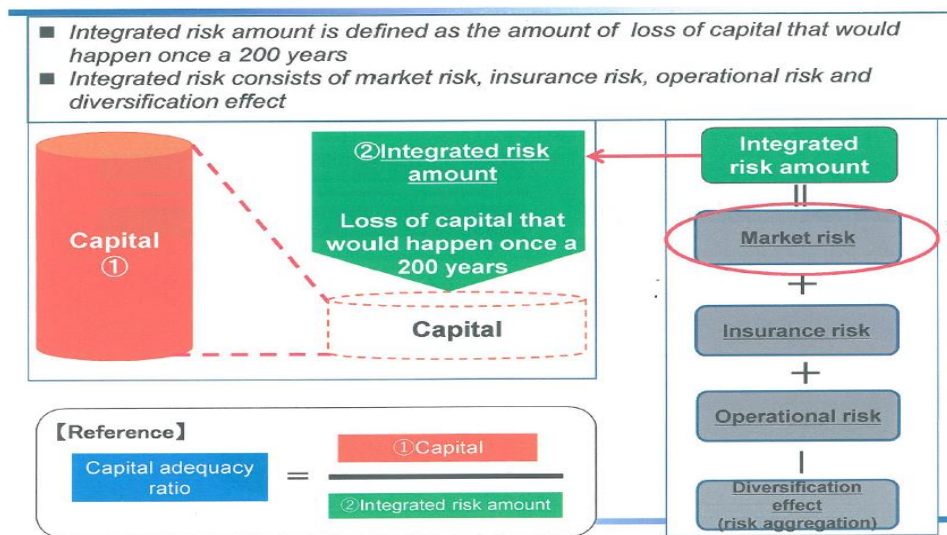 ■ Integrated risk amount is defined as the amount of loss of capital that would
happen once a 200 years
■ Integrated risk consists of market risk, insurance risk, operational risk and
diversification effect
Capital
①
②Integrated risk
amount
Loss of capital that
would happen once a
200 years
Capital
Integrated
risk amount
||
Market risk
+
Insurance risk
+
Operational risk
|
Diversification
effect
(risk aggregation)
【Reference】
Capital adequacy
ratio
=
①Capital
②Integrated risk amount